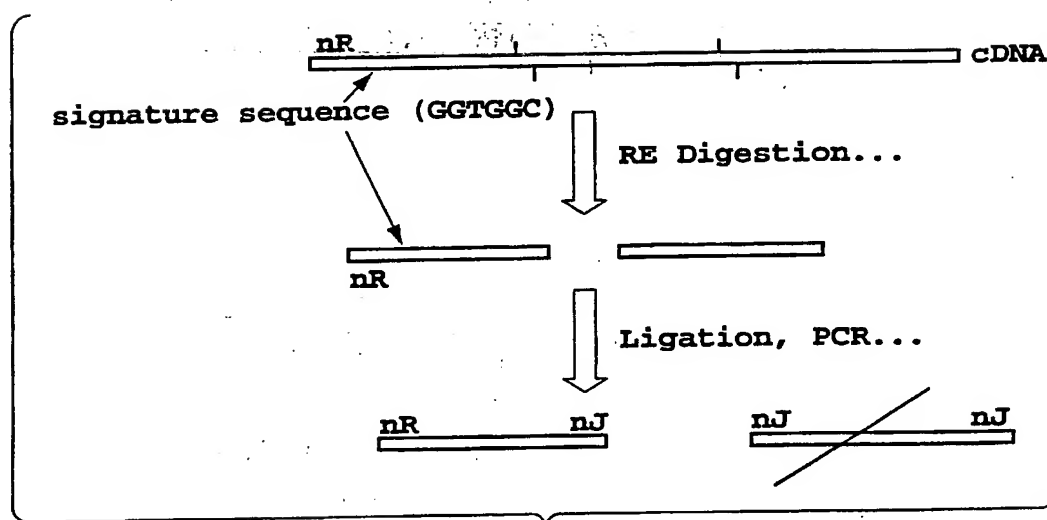 nR
cDNA
signature sequence (GGTGGC)
RE Digestion...
nR
Ligation, PCR...
nR nJ nJ nJ